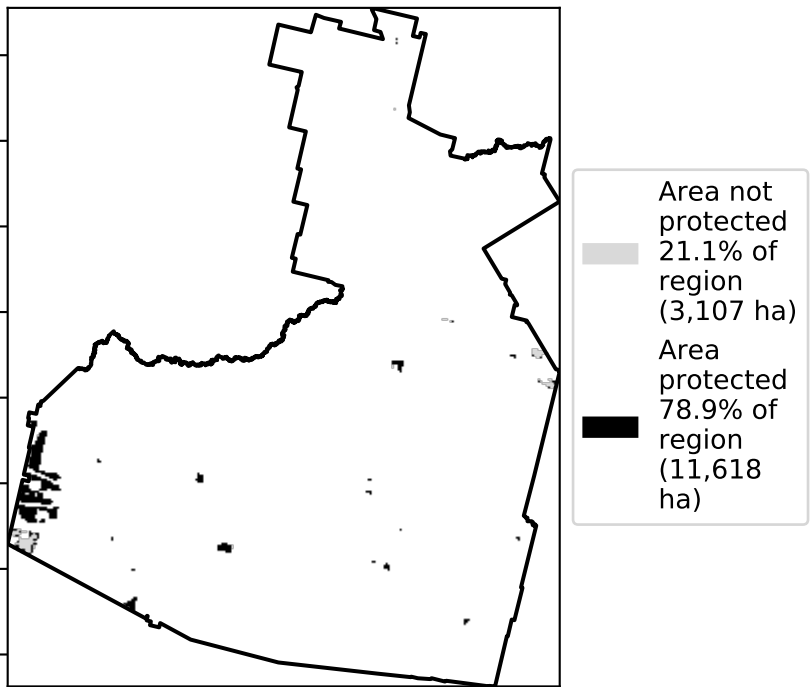 Area not
protected
21.1% of
region
(3,107 ha)
Area
protected
78.9% of
region
(11,618
ha)